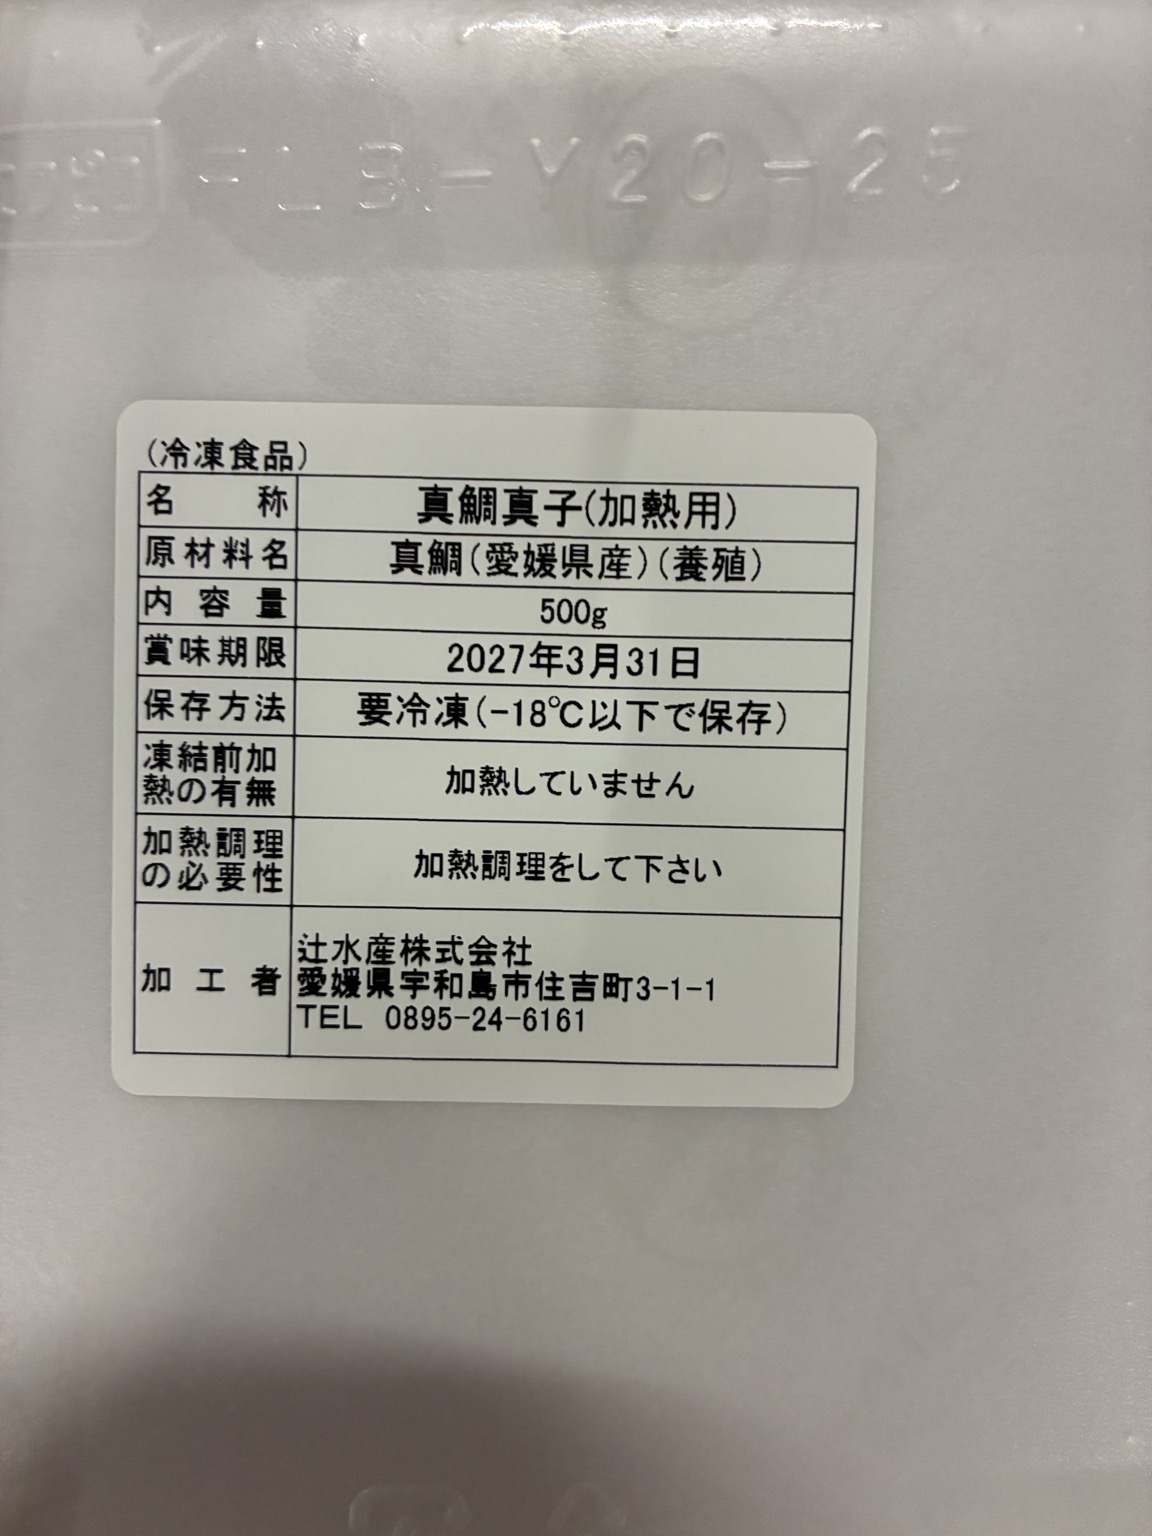 FLB-Y20-25
(冷凍食品)
名称 真鯛真子(加熱用)
原材料名 真鯛(愛媛県産)(養殖)
内容量 500g
賞味期限 2027年3月31日
保存方法 要冷凍(-18℃以下で保存)
凍結前加
熱の有無 加熱していません
加熱調理
の必要性 加熱調理をして下さい
加工者 辻水産株式会社
愛媛県宇和島市住吉町3-1-1
TEL 0895-24-6161